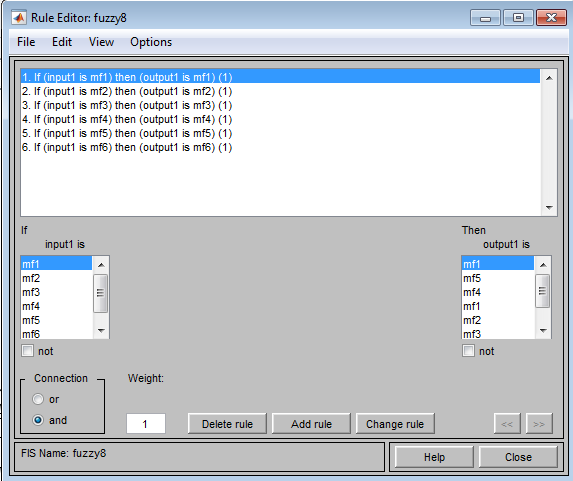 Rule Editor: fuzzy8
File Edit View Options
1. If (input1 is mf1) then (output1 is mf1) (1)
2. If (input1 is mf2) then (output1 is mf2) (1)
3. If (input1 is mf3) then (output1 is mf3) (1)
4. If (input1 is mf4) then (output1 is mf4) (1)
5. If (input1 is mf5) then (output1 is mf5) (1)
6. If (input1 is mf6) then (output1 is mf6) (1)
If
input1 is
mf1
mf2
mf3
mf4
mf5
mf6
not
Then
output1 is
mf1
mf5
mf4
mf1
mf2
mf3
not
Connection
or
and
Weight:
1
Delete rule
Add rule
Change rule
<<
>>
FIS Name: fuzzy8
Help
Close